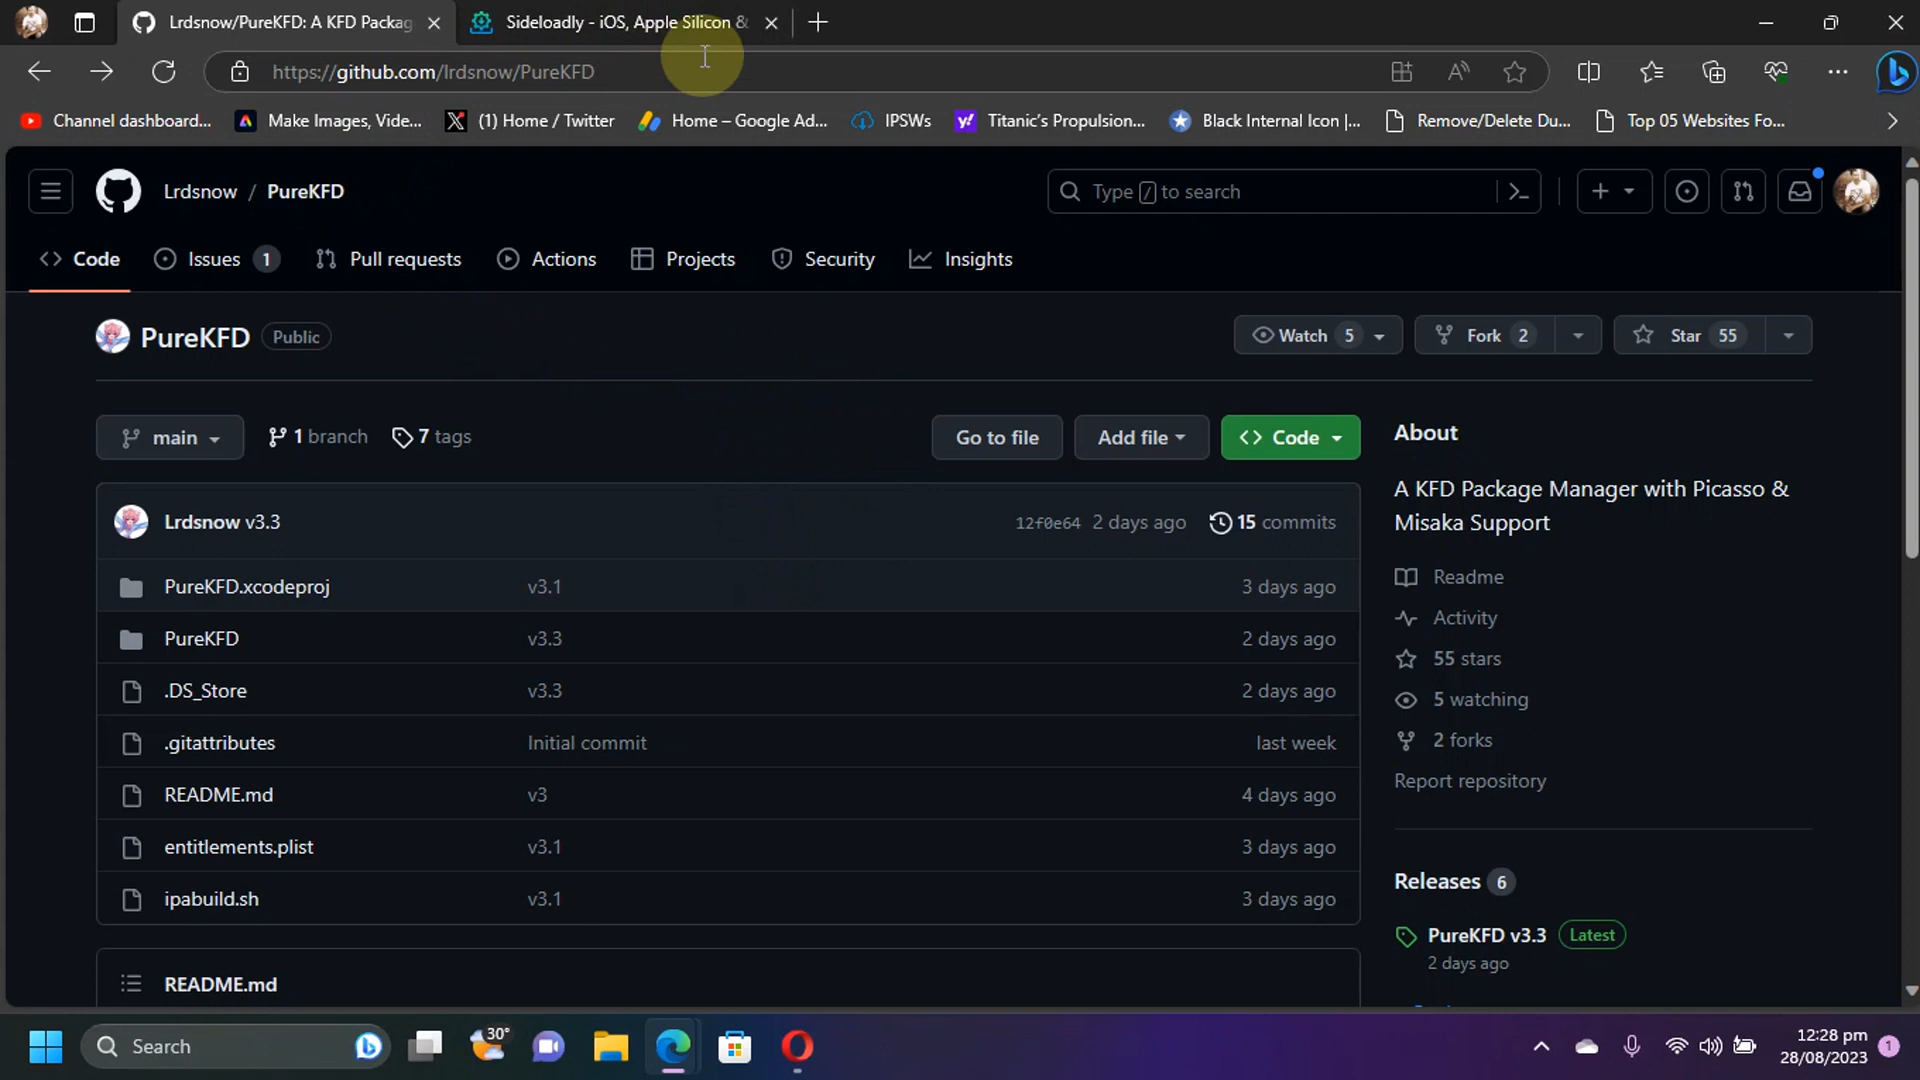 Lrdsnow/PureKFD: A KFD Packag
Sideloadly - iOS, Apple Silicon &
https://github.com/lrdsnow/PureKFD
Channel dashboard...
Make Images, Vide...
(1) Home / Twitter
Home – Google Ad...
IPSWs
Titanic's Propulsion...
Black Internal Icon |...
Remove/Delete Du...
Top 05 Websites Fo...
Lrdsnow / PureKFD
Type / to search
Code
Issues 1
Pull requests
Actions
Projects
Security
Insights
PureKFD Public
Watch 5
Fork 2
Star 55
main
1 branch
7 tags
Go to file
Add file
Code
Lrdsnow v3.3 12f0e64 2 days ago 15 commits
PureKFD.xcodeproj v3.1 3 days ago
PureKFD v3.3 2 days ago
.DS_Store v3.3 2 days ago
.gitattributes Initial commit last week
README.md v3 4 days ago
entitlements.plist v3.1 3 days ago
ipabuild.sh v3.1 3 days ago
README.md
About
A KFD Package Manager with Picasso &
Misaka Support
Readme
Activity
55 stars
5 watching
2 forks
Report repository
Releases 6
PureKFD v3.3 Latest
2 days ago
Search
30°
12:28 pm
28/08/2023
1